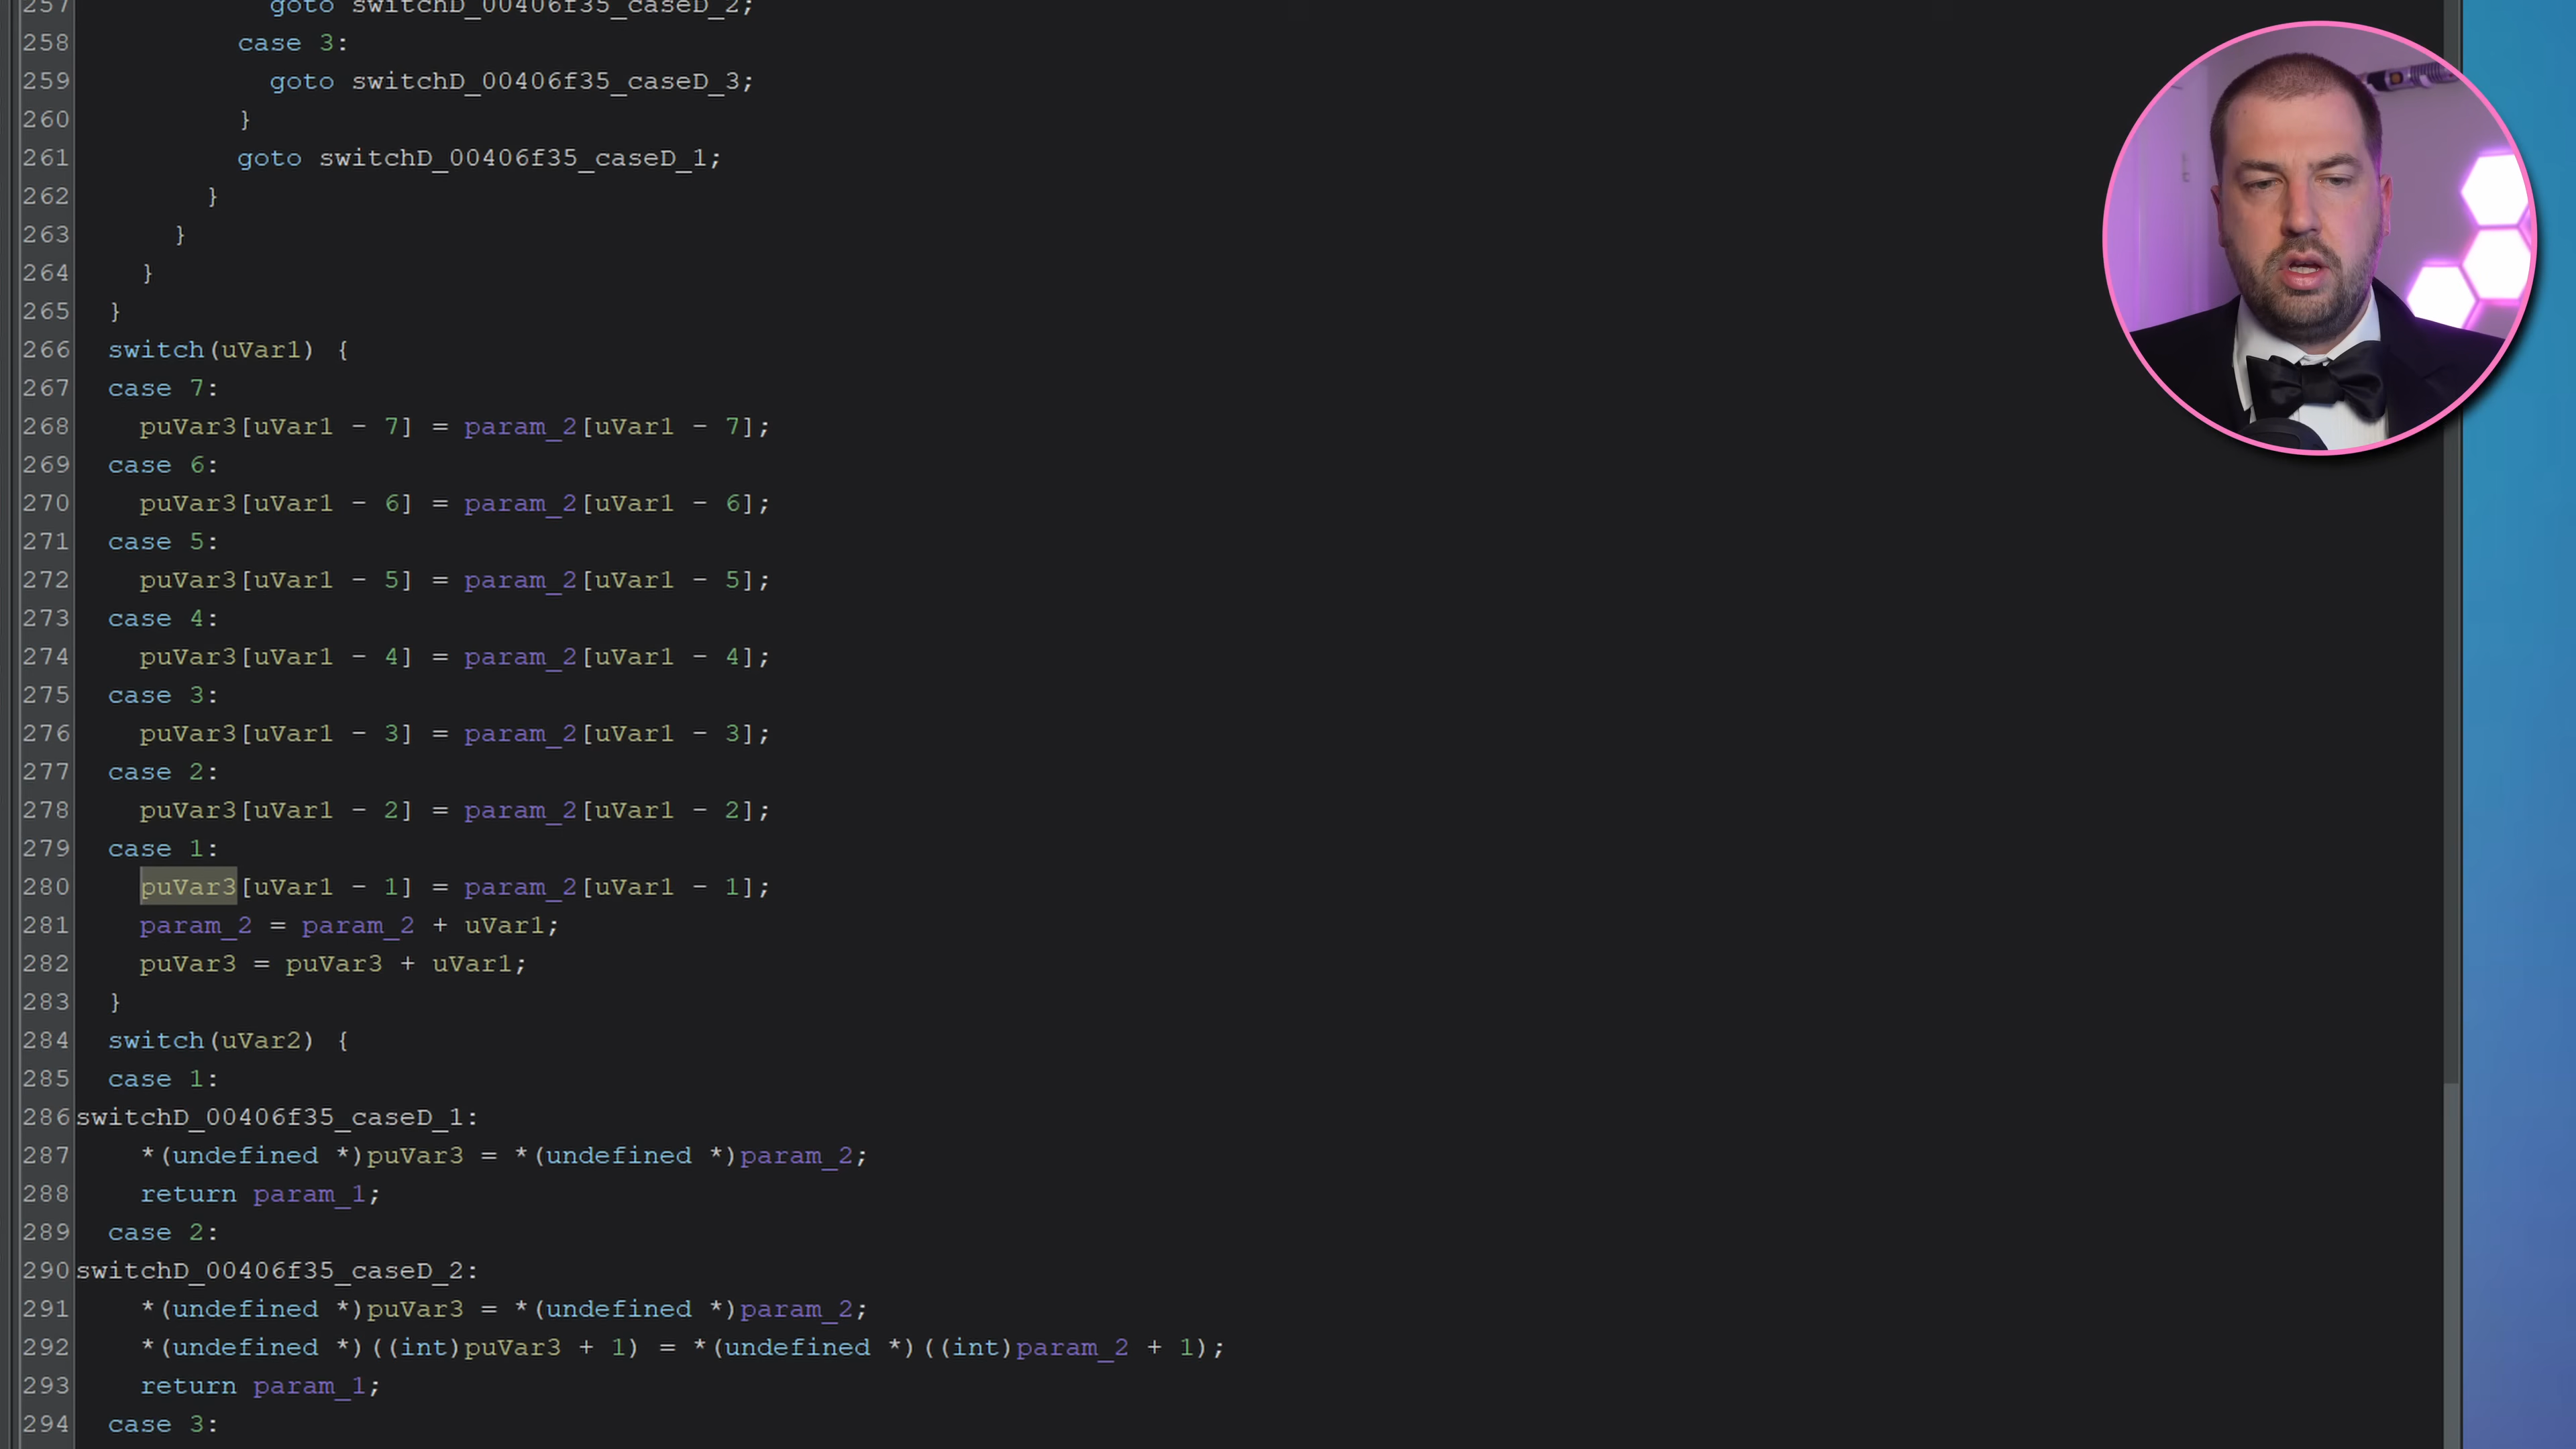 257 goto switchD_00406f35_caseD_2;
258 case 3:
259 goto switchD_00406f35_caseD_3;
260 }
261 goto switchD_00406f35_caseD_1;
262 }
263 }
264 }
265 }
266 switch(uVar1) {
267 case 7:
268 puVar3[uVar1 - 7] = param_2[uVar1 - 7];
269 case 6:
270 puVar3[uVar1 - 6] = param_2[uVar1 - 6];
271 case 5:
272 puVar3[uVar1 - 5] = param_2[uVar1 - 5];
273 case 4:
274 puVar3[uVar1 - 4] = param_2[uVar1 - 4];
275 case 3:
276 puVar3[uVar1 - 3] = param_2[uVar1 - 3];
277 case 2:
278 puVar3[uVar1 - 2] = param_2[uVar1 - 2];
279 case 1:
280 puVar3[uVar1 - 1] = param_2[uVar1 - 1];
281 param_2 = param_2 + uVar1;
282 puVar3 = puVar3 + uVar1;
283 }
284 switch(uVar2) {
285 case 1:
286 switchD_00406f35_caseD_1:
287 *(undefined *)puVar3 = *(undefined *)param_2;
288 return param_1;
289 case 2:
290 switchD_00406f35_caseD_2:
291 *(undefined *)puVar3 = *(undefined *)param_2;
292 *(undefined *)((int)puVar3 + 1) = *(undefined *)((int)param_2 + 1);
293 return param_1;
294 case 3: